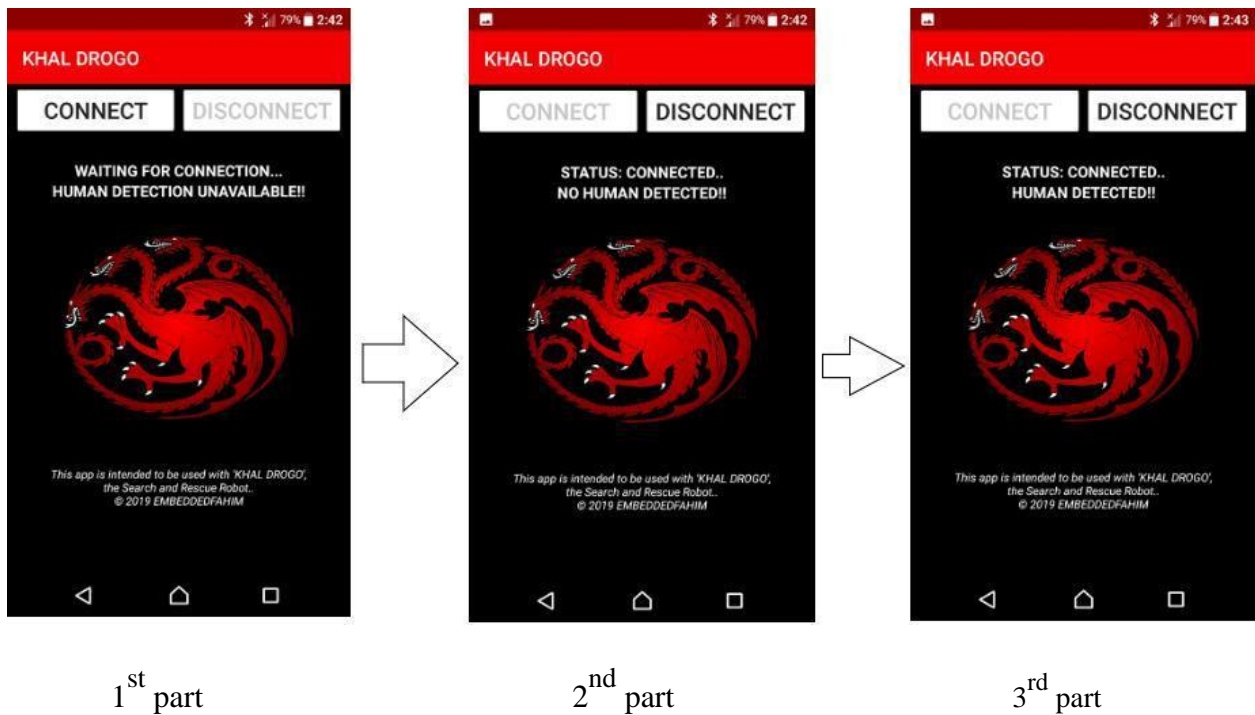 79% 2:42
KHAL DROGO
CONNECT DISCONNECT
WAITING FOR CONNECTION...
HUMAN DETECTION UNAVAILABLE!!
This app is intended to be used with 'KHAL DROGO',
the Search and Rescue Robot..
© 2019 EMBEDDEDFAHIM
1st part
79% 2:42
KHAL DROGO
CONNECT DISCONNECT
STATUS: CONNECTED..
NO HUMAN DETECTED!!
This app is intended to be used with 'KHAL DROGO',
the Search and Rescue Robot..
© 2019 EMBEDDEDFAHIM
2nd part
79% 2:43
KHAL DROGO
CONNECT DISCONNECT
STATUS: CONNECTED..
HUMAN DETECTED!!
This app is intended to be used with 'KHAL DROGO',
the Search and Rescue Robot..
© 2019 EMBEDDEDFAHIM
3rd part